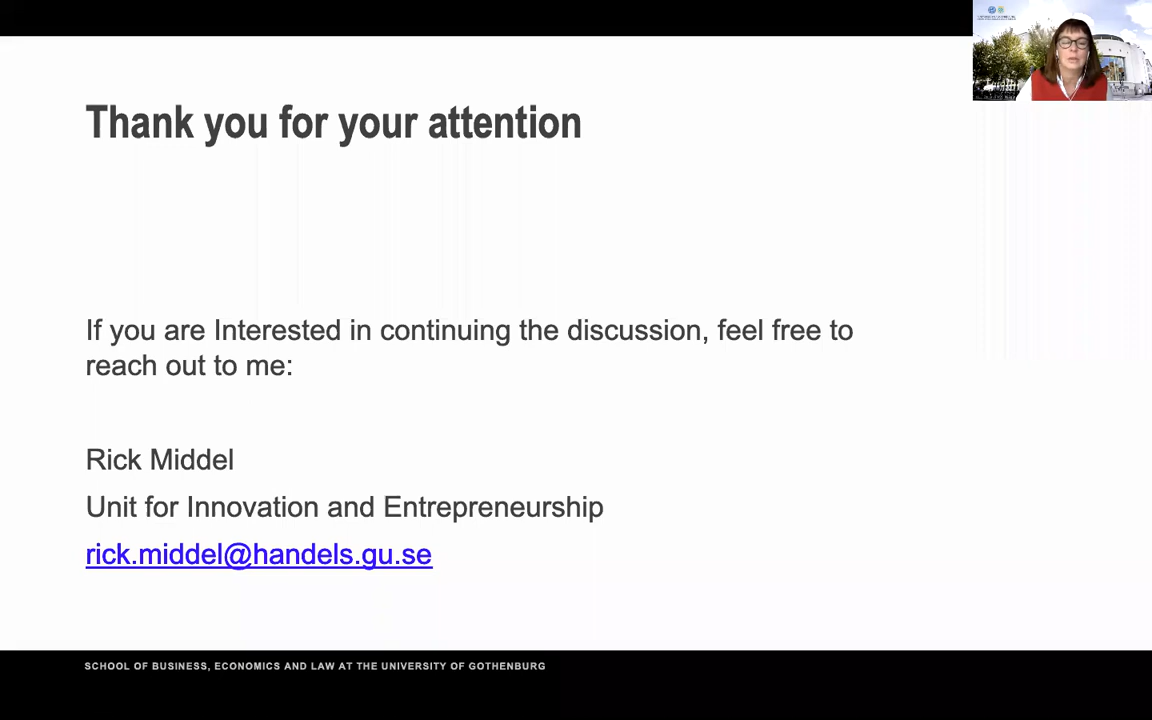 Thank you for your attention
If you are Interested in continuing the discussion, feel free to
reach out to me:
Rick Middel
Unit for Innovation and Entrepreneurship
rick.middel@handels.gu.se
SCHOOL OF BUSINESS, ECONOMICS AND LAW AT THE UNIVERSITY OF GOTHENBURG